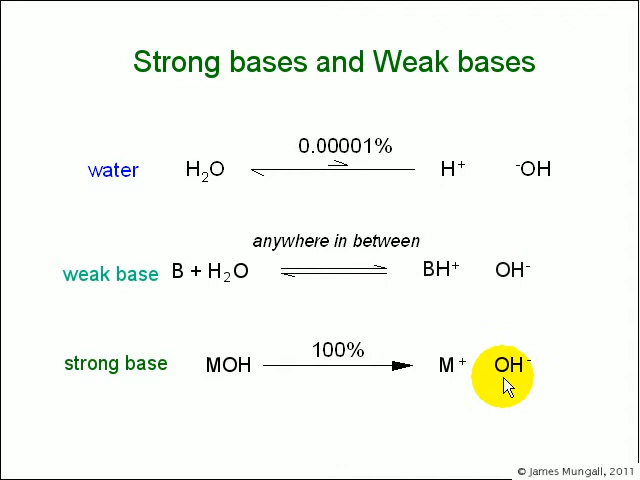 Strong bases and Weak bases
0.00001%
water H₂O H⁺ ⁻OH
anywhere in between
weak base B + H₂O BH⁺ OH⁻
100%
strong base MOH M⁺ OH⁻
© James Mungall, 2011